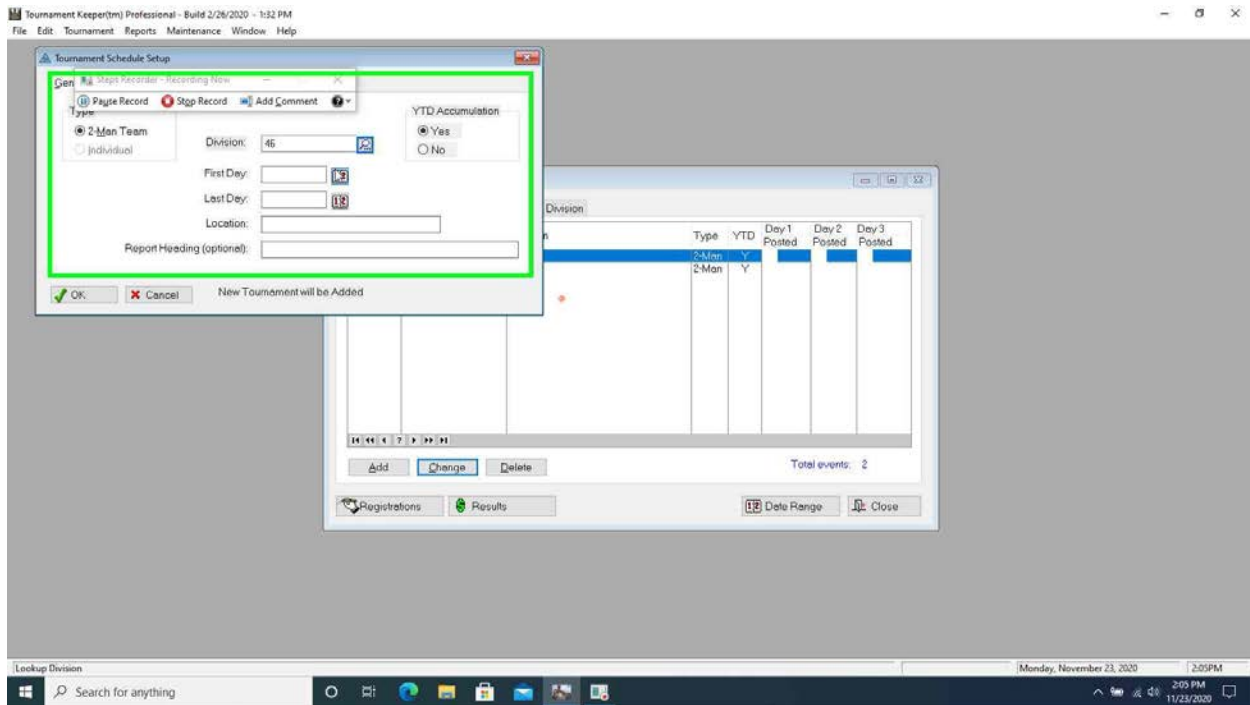 Tournament Keeper(tm) Professional - Build 2/26/2020 - 1:32 PM
File Edit Tournament Reports Maintenance Window Help
Tournament Schedule Setup
Gen
Steps Recorder - Recording Now
Pause Record Stop Record Add Comment
Type
2-Man Team
Individual
Division: 46
YTD Accumulation
Yes
No
First Day:
Last Day:
Location:
Report Heading (optional):
OK Cancel New Tournament will be Added
Division
Type YTD Day 1 Posted Day 2 Posted Day 3 Posted
2-Man Y
2-Man Y
Add Change Delete Total events: 2
Registrations Results Date Range Close
Lookup Division Monday, November 23, 2020 2:05PM
Search for anything
2:05 PM
11/23/2020